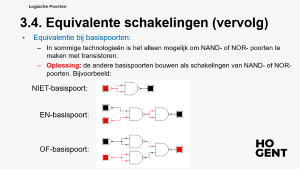 Logische Poorten
3.4. Equivalente schakelingen (vervolg)
• Equivalentie bij basispoorten:
– In sommige technologieën is het alleen mogelijk om NAND- of NOR- poorten te
maken met transistoren.
– Oplossing: de andere basispoorten bouwen als schakelingen van NAND- of NOR-
poorten. Bijvoorbeeld:
NIET-basispoort:
EN-basispoort:
OF-basispoort:
HO
GENT